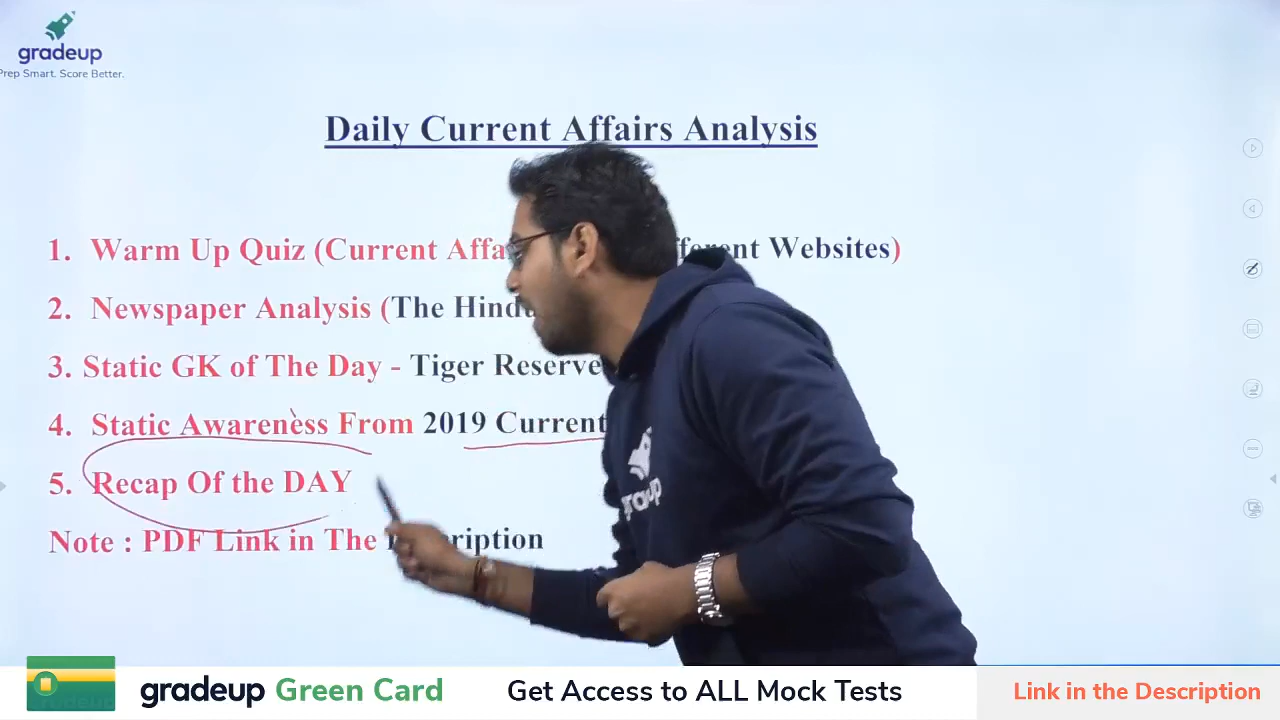 gradeup
Prep Smart. Score Better.
Daily Current Affairs Analysis
1. Warm Up Quiz (Current Websites)
2. Newspaper Analysis (The
3. Static GK of The Day - Tiger Reserve
4. Static Awareness From 2019 Current
5. Recap Of the DAY
Note : PDF Link in The
gradeup
gradeup Green Card
Get Access to ALL Mock Tests
Link in the Description